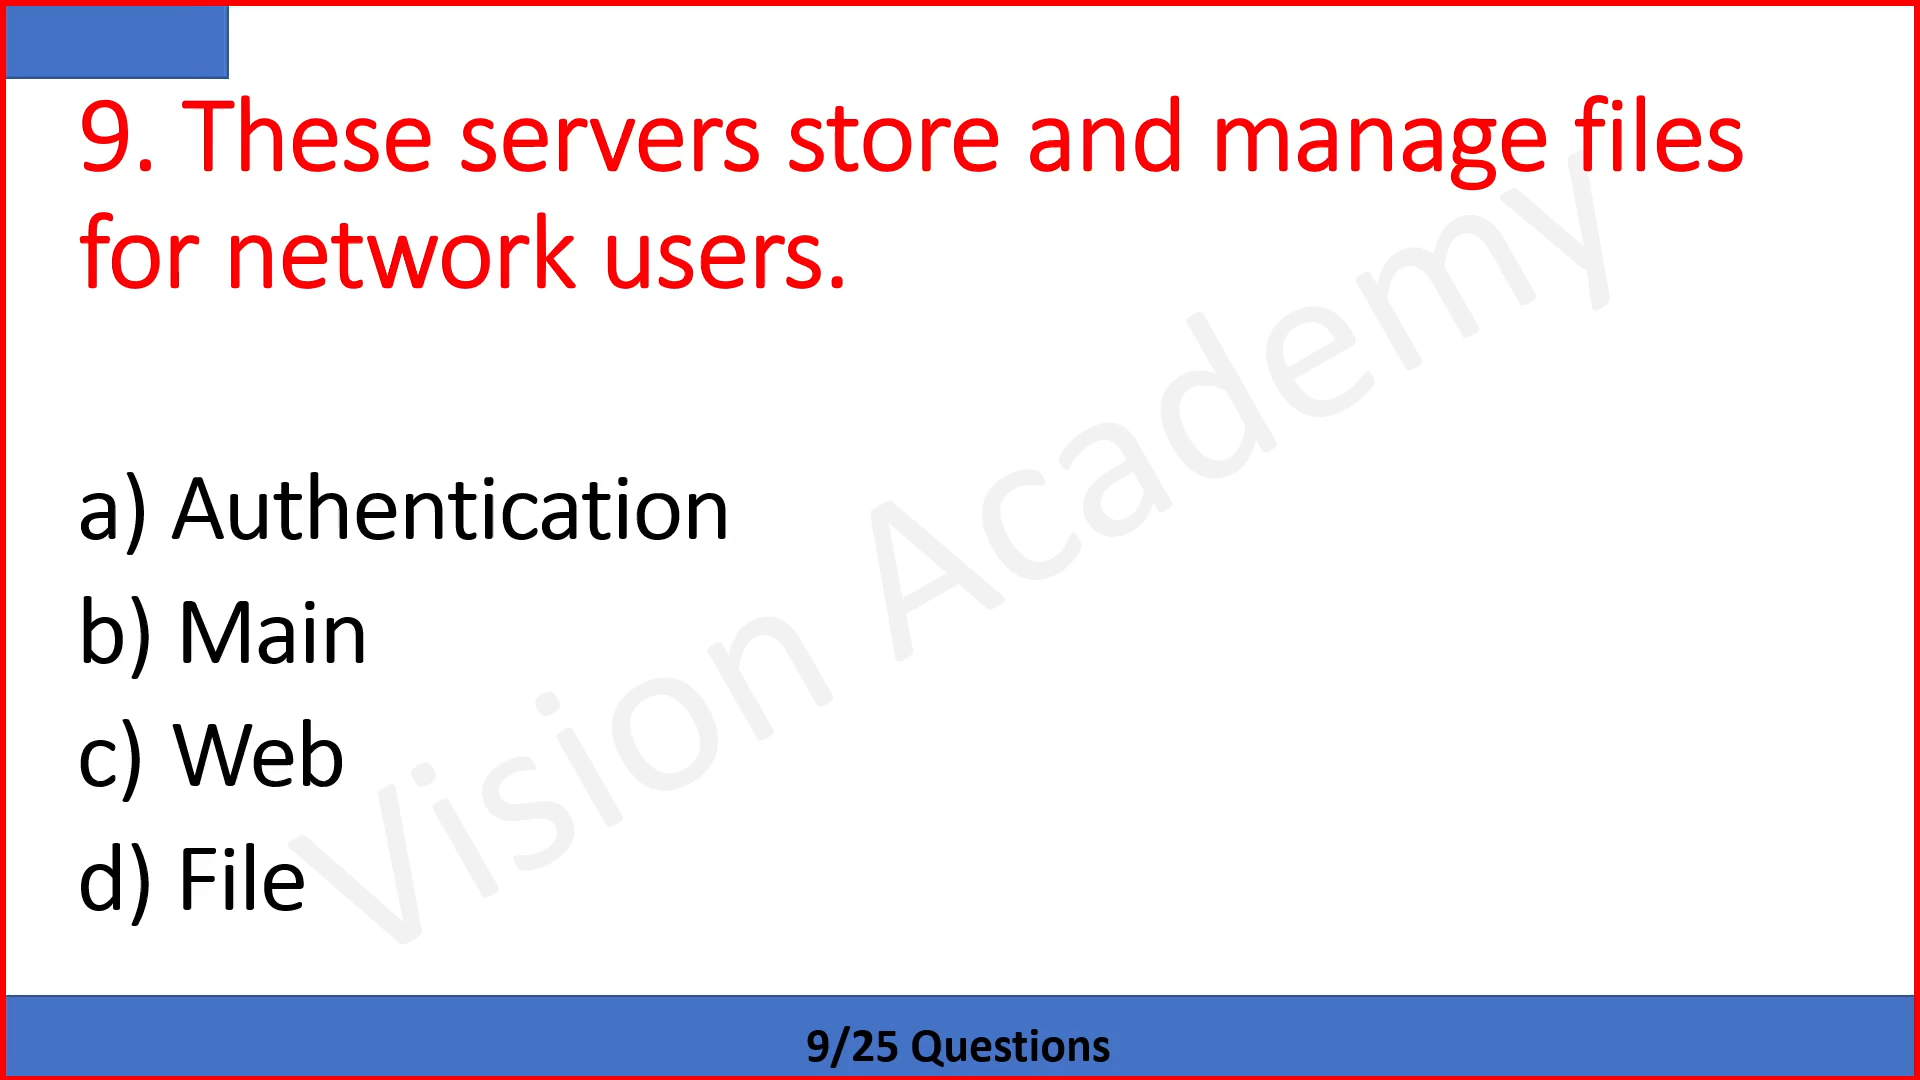 9. These servers store and manage files
for network users.
a) Authentication
b) Main
c) Web
d) File
Vision Academy
9/25 Questions